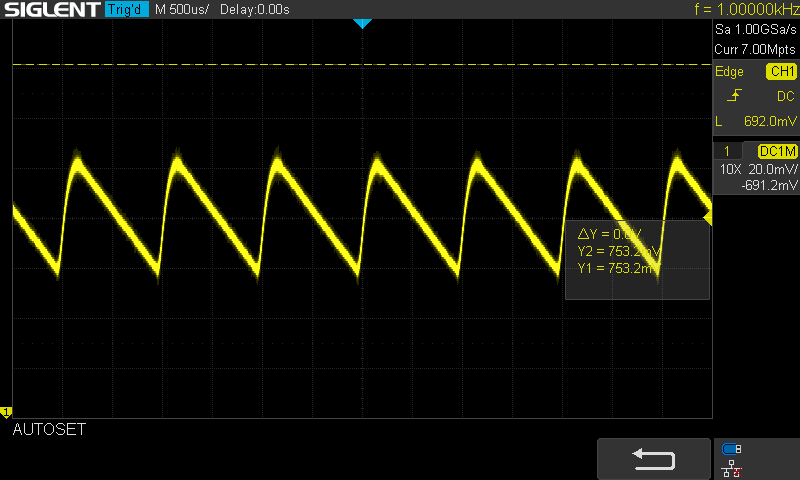 SIGLENT Trig'd M 500us/ Delay:0.00s f = 1.00000kHz
Sa 1.00GSa/s
Curr 7.00Mpts
Edge CH1
DC
L 692.0mV
1 DC1M
10X 20.0mV/
-691.2mV
△Y = 0.0V
Y2 = 753.2mV
Y1 = 753.2mV
1
AUTOSET